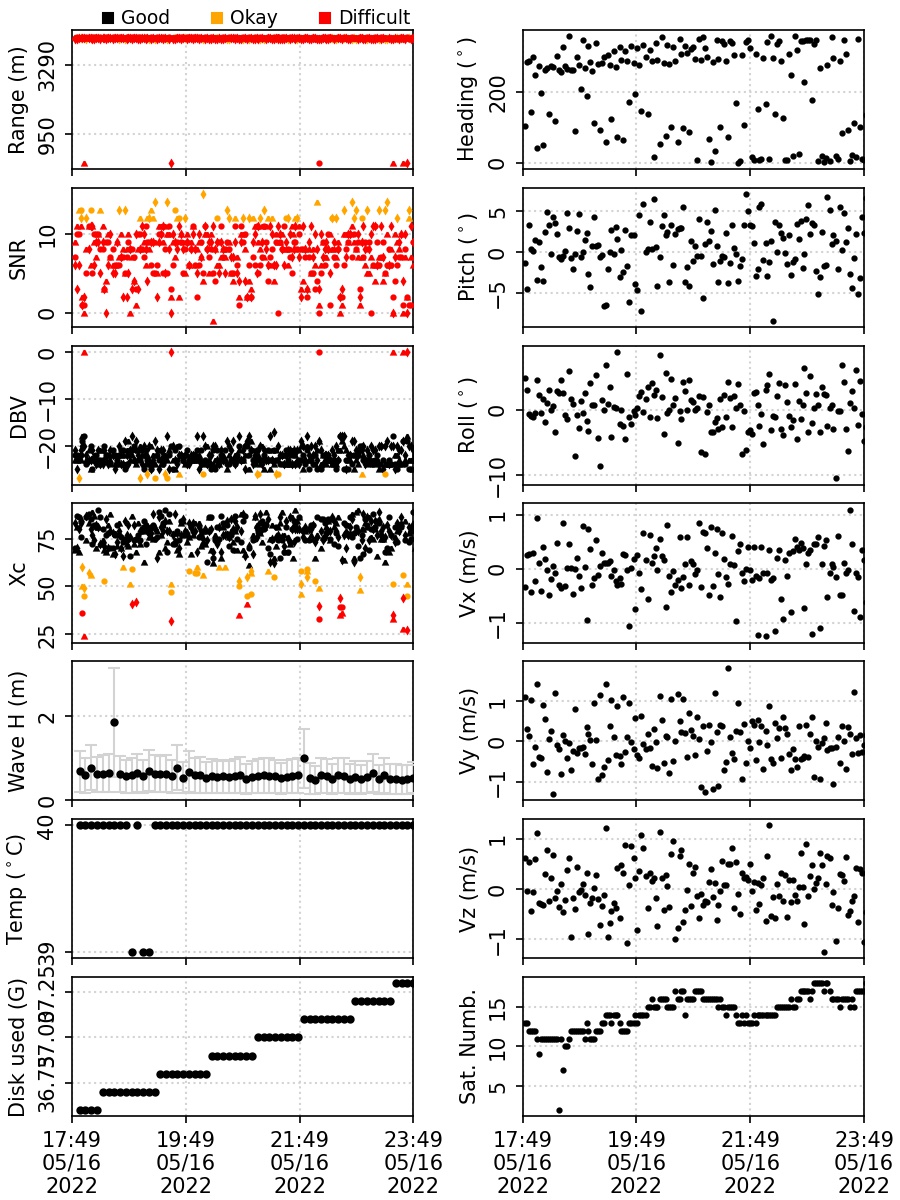 Good Okay Difficult
Range (m)
3290
950
Heading (°)
200
0
SNR
10
0
Pitch (°)
5
0
−5
DBV
0
−10
−20
Roll (°)
0
−10
Xc
75
50
25
Vx (m/s)
1
0
−1
Wave H (m)
2
0
Vy (m/s)
1
0
−1
Temp (°C)
40
39
Vz (m/s)
1
0
−1
Disk used (G)
37.00
36.75
Sat. Numb.
15
10
5
17:49 19:49 21:49 23:49 17:49 19:49 21:49 23:49
05/16 05/16 05/16 05/16 05/16 05/16 05/16 05/16
2022 2022 2022 2022 2022 2022 2022 2022